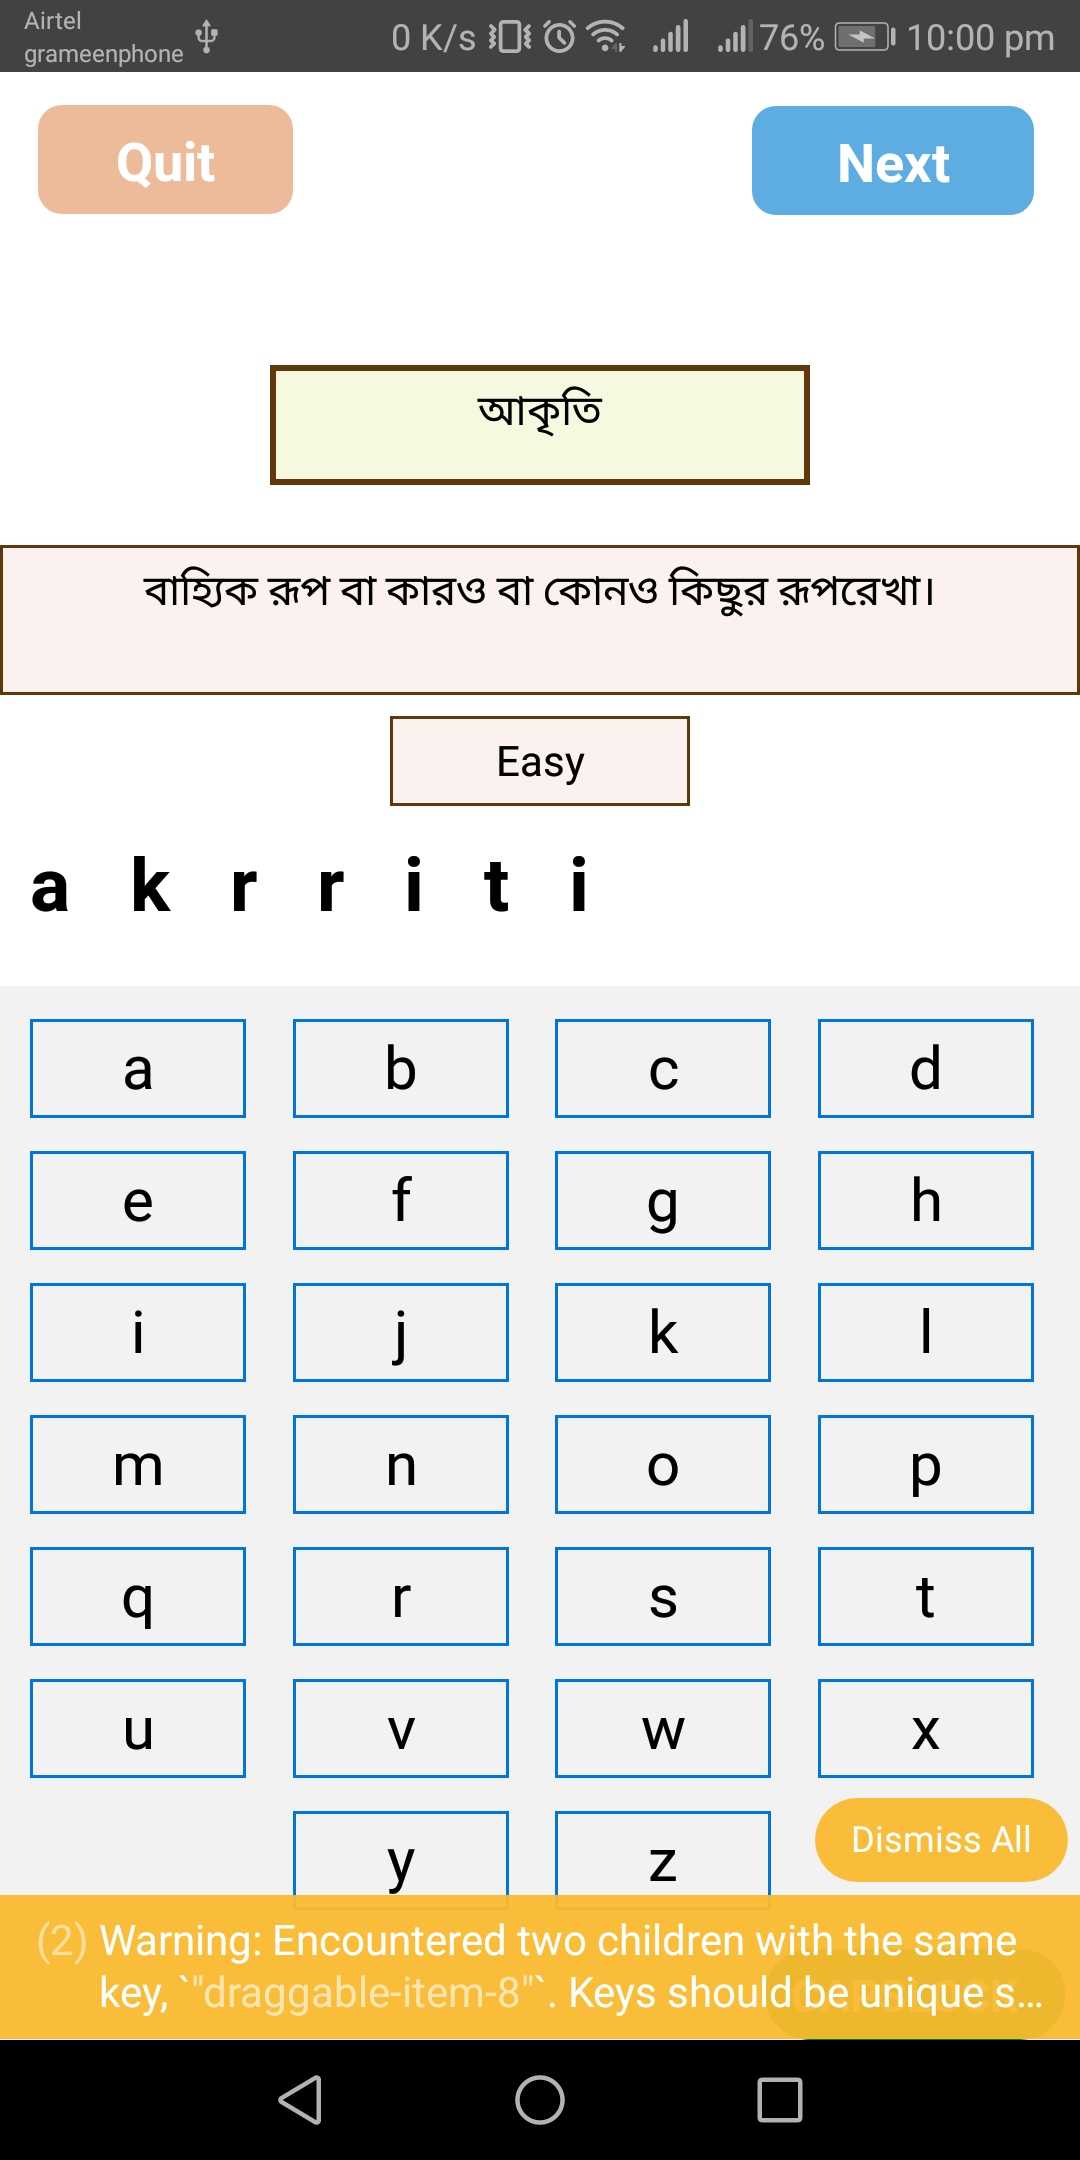 Airtel
grameenphone
0 K/s 76% 10:00 pm
Quit Next
আকৃতি
বাহ্যিক রূপ বা কারও বা কোনও কিছুর রূপরেখা।
Easy
a k r r i t i
a b c d
e f g h
i j k l
m n o p
q r s t
u v w x
y z
Dismiss All
(2) Warning: Encountered two children with the same
key, `"draggable-item-8"`. Keys should be unique s...